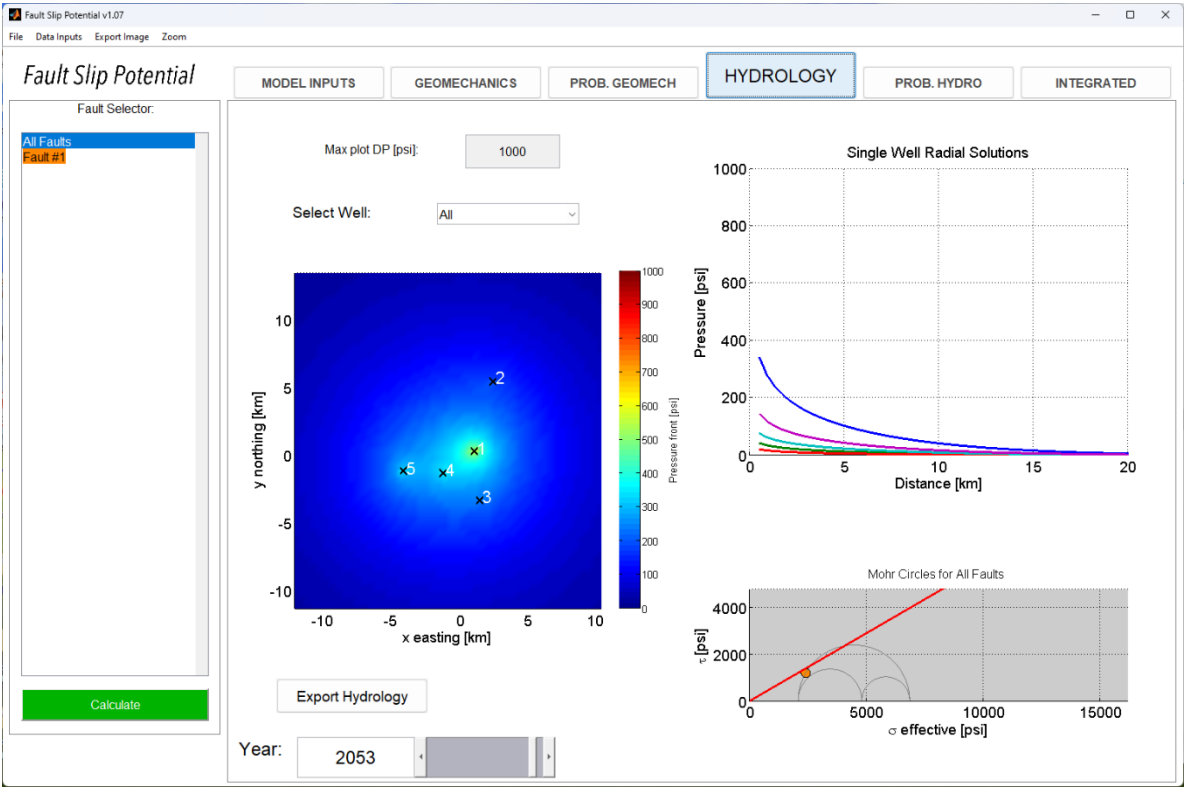 Fault Slip Potential v1.07
File Data Inputs Export Image Zoom
Fault Slip Potential
MODEL INPUTS
GEOMECHANICS
PROB. GEOMECH
HYDROLOGY
PROB. HYDRO
INTEGRATED
Fault Selector:
All Faults
Fault #1
Calculate
Max plot DP [psi]:
1000
Select Well:
All
10
5
0
-5
-10
y northing [km]
2
1
5
4
3
-10 -5 0 5 10
x easting [km]
1000
900
800
700
600
500
400
300
200
100
0
Pressure front [psi]
Export Hydrology
Year:
2053
Single Well Radial Solutions
1000
800
600
400
200
0
Pressure [psi]
0 5 10 15 20
Distance [km]
Mohr Circles for All Faults
4000
2000
0
τ [psi]
0 5000 10000 15000
σ effective [psi]